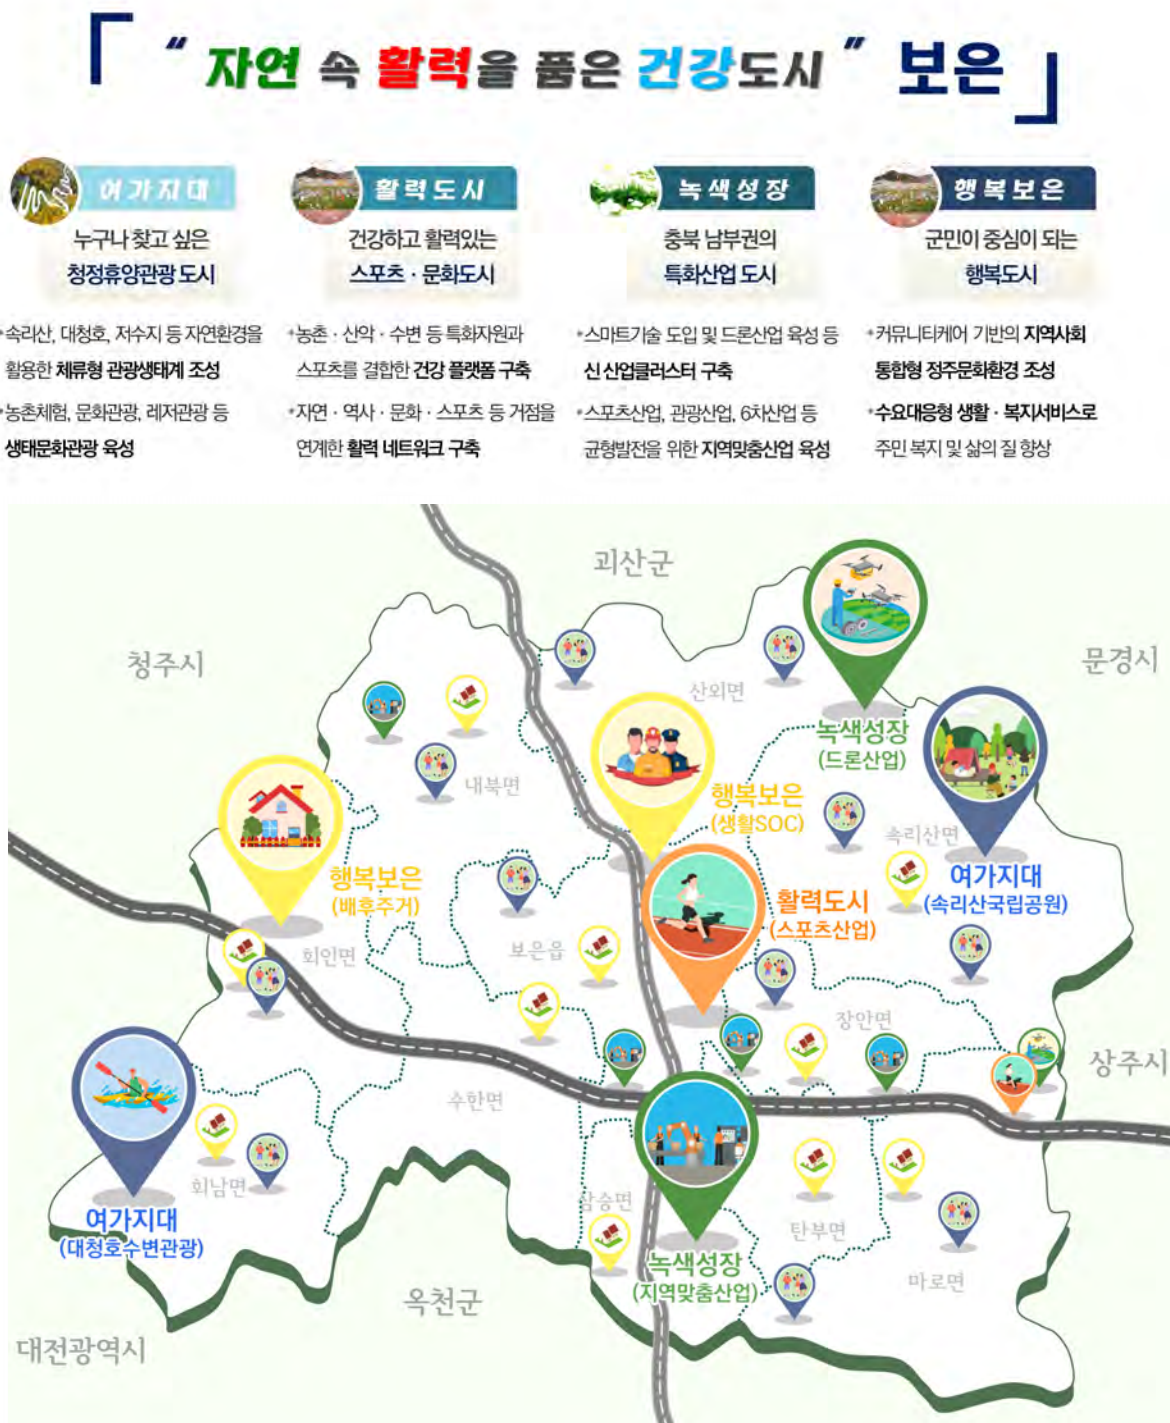 「 " 자연 속 활력을 품은 건강도시 " 보은 」
여가지대
누구나 찾고 싶은
청정휴양관광 도시
*속리산, 대청호, 저수지 등 자연환경을
활용한 체류형 관광생태계 조성
*농촌체험, 문화관광, 레저관광 등
생태문화관광 육성
활력도시
건강하고 활력있는
스포츠 · 문화도시
*농촌 · 산악 · 수변 등 특화자원과
스포츠를 결합한 건강 플랫폼 구축
*자연 · 역사 · 문화 · 스포츠 등 거점을
연계한 활력 네트워크 구축
녹색성장
충북 남부권의
특화산업 도시
*스마트기술 도입 및 드론산업 육성 등
신 산업클러스터 구축
*스포츠산업, 관광산업, 6차산업 등
균형발전을 위한 지역맞춤산업 육성
행복보은
군민이 중심이 되는
행복도시
*커뮤니티케어 기반의 지역사회
통합형 정주문화환경 조성
*수요대응형 생활 · 복지서비스로
주민 복지 및 삶의 질 향상
괴산군
청주시
문경시
산외면
녹색성장
(드론산업)
내북면
행복보은
(생활SOC)
속리산면
행복보은
(배후주거)
여가지대
(속리산국립공원)
활력도시
(스포츠산업)
회인면
보은읍
장안면
상주시
수한면
회남면
삼승면
여가지대
(대청호수변관광)
탄부면
녹색성장
(지역맞춤산업)
마로면
옥천군
대전광역시